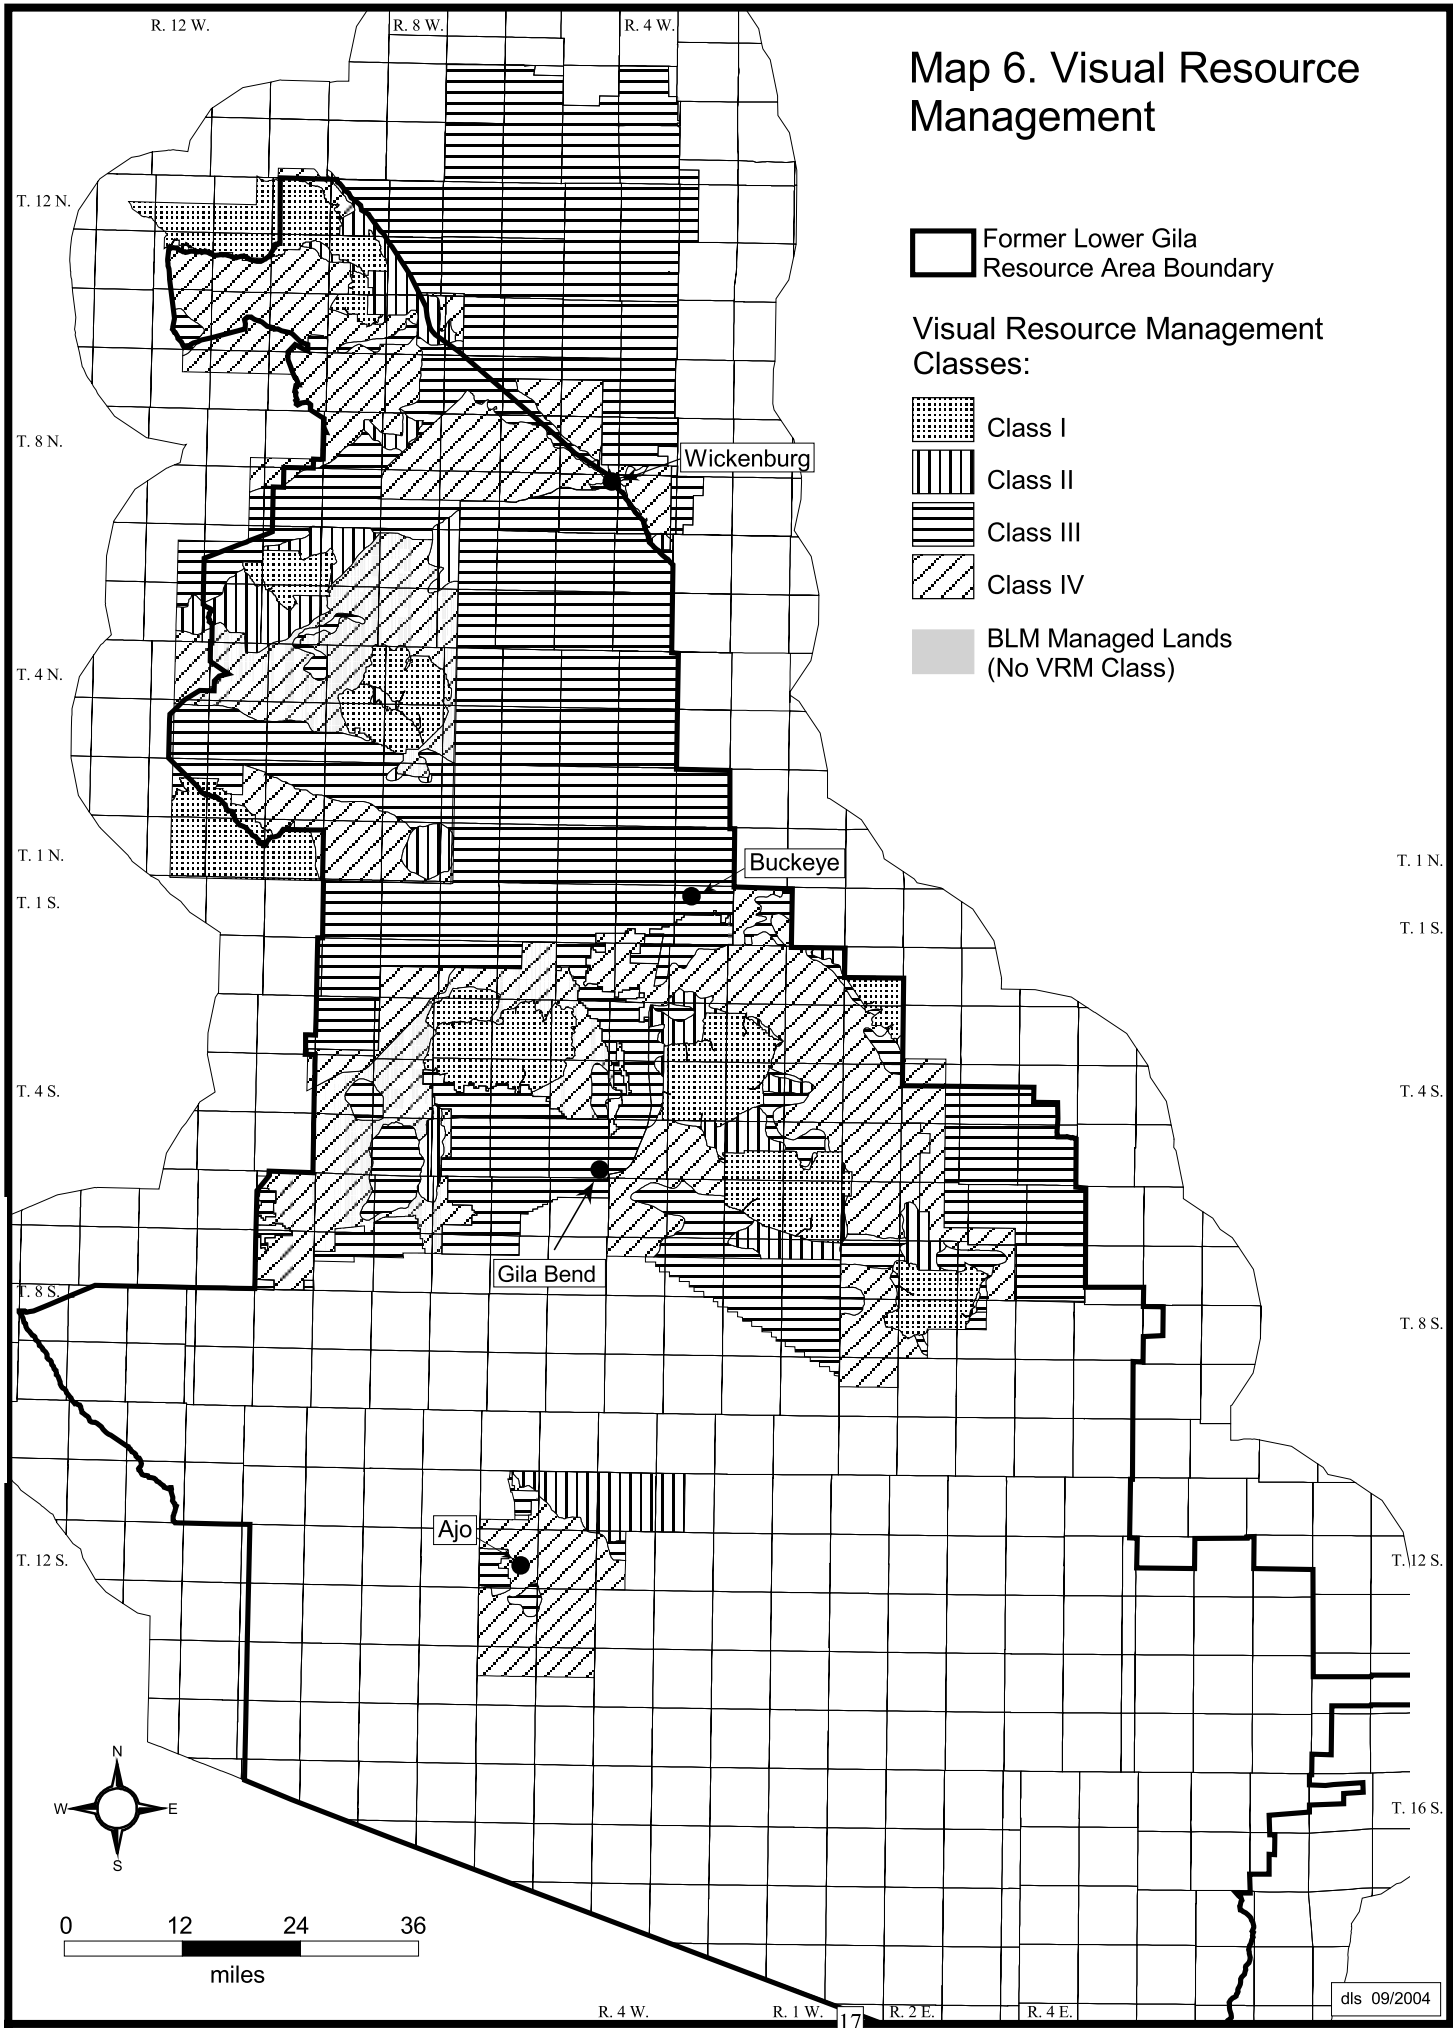 R. 12 W.
R. 8 W.
R. 4 W.
Map 6. Visual Resource
Management
T. 12 N.
Former Lower Gila
Resource Area Boundary
Visual Resource Management
Classes:
Class I
T. 8 N.
Wickenburg
Class II
Class III
Class IV
BLM Managed Lands
(No VRM Class)
T. 4 N.
T. 1 N.
Buckeye
T. 1 N.
T. 1 S.
T. 1 S.
T. 4 S.
T. 4 S.
Gila Bend
T. 8 S.
T. 8 S.
Ajo
T. 12 S.
T. 12 S.
N
W
E
S
T. 16 S.
0 12 24 36
miles
dls 09/2004
R. 4 W.
R. 1 W.
17
R. 2 E.
R. 4 E.